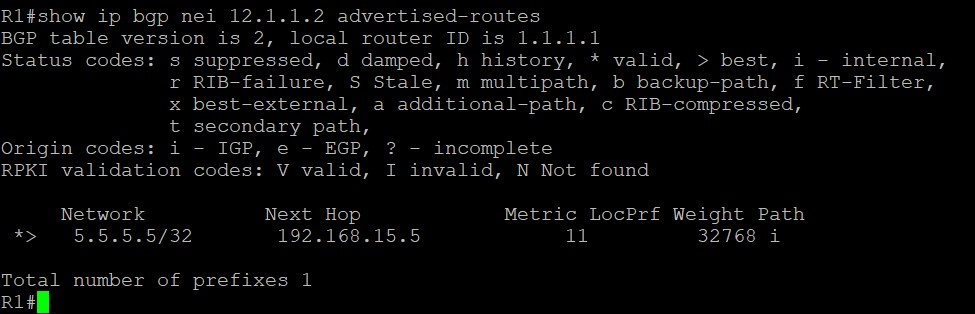 R1#show ip bgp nei 12.1.1.2 advertised-routes
BGP table version is 2, local router ID is 1.1.1.1
Status codes: s suppressed, d damped, h history, * valid, > best, i - internal,
              r RIB-failure, S Stale, m multipath, b backup-path, f RT-Filter,
              x best-external, a additional-path, c RIB-compressed,
              t secondary path,
Origin codes: i - IGP, e - EGP, ? - incomplete
RPKI validation codes: V valid, I invalid, N Not found
     Network          Next Hop            Metric LocPrf Weight Path
 *>   5.5.5.5/32       192.168.15.5            11         32768 i
Total number of prefixes 1
R1#